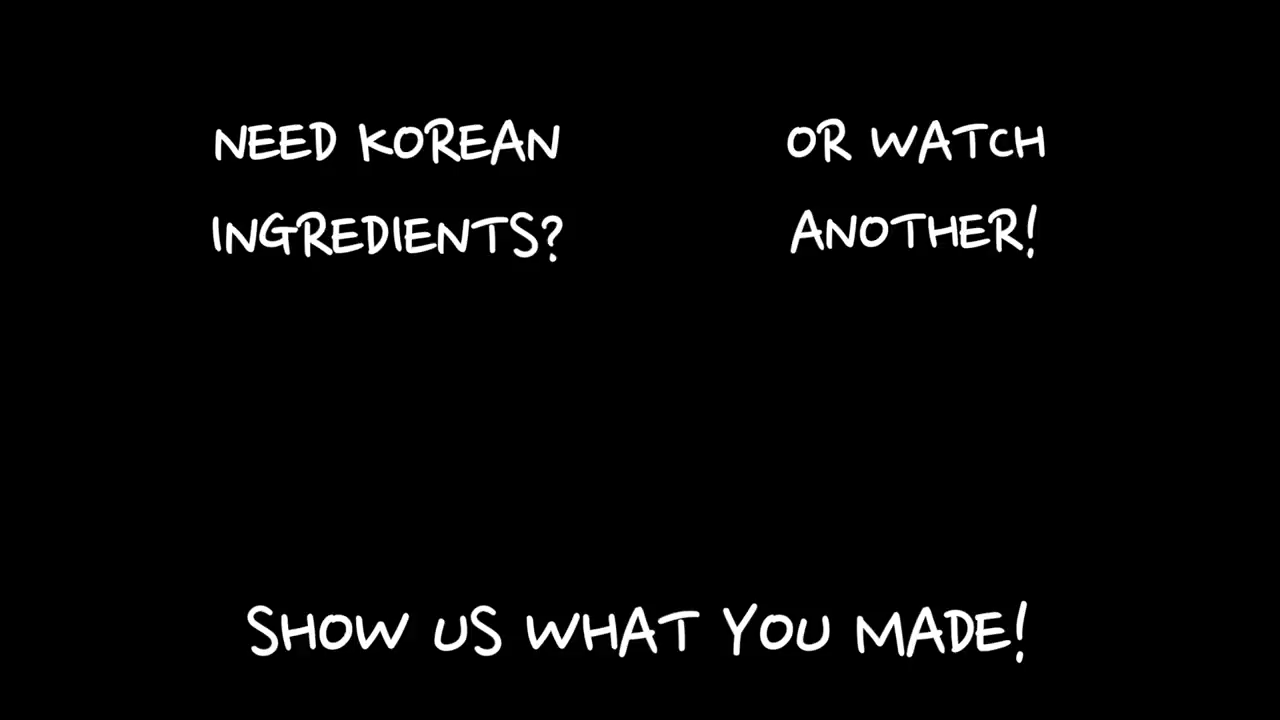 NEED KOREAN
INGREDIENTS?
OR WATCH
ANOTHER!
SHOW US WHAT YOU MADE!